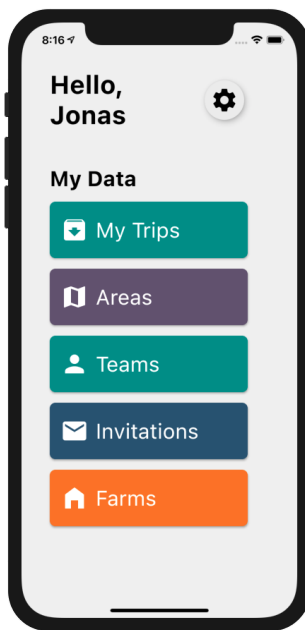 8:16
Hello,
Jonas
My Data
My Trips
Areas
Teams
Invitations
Farms